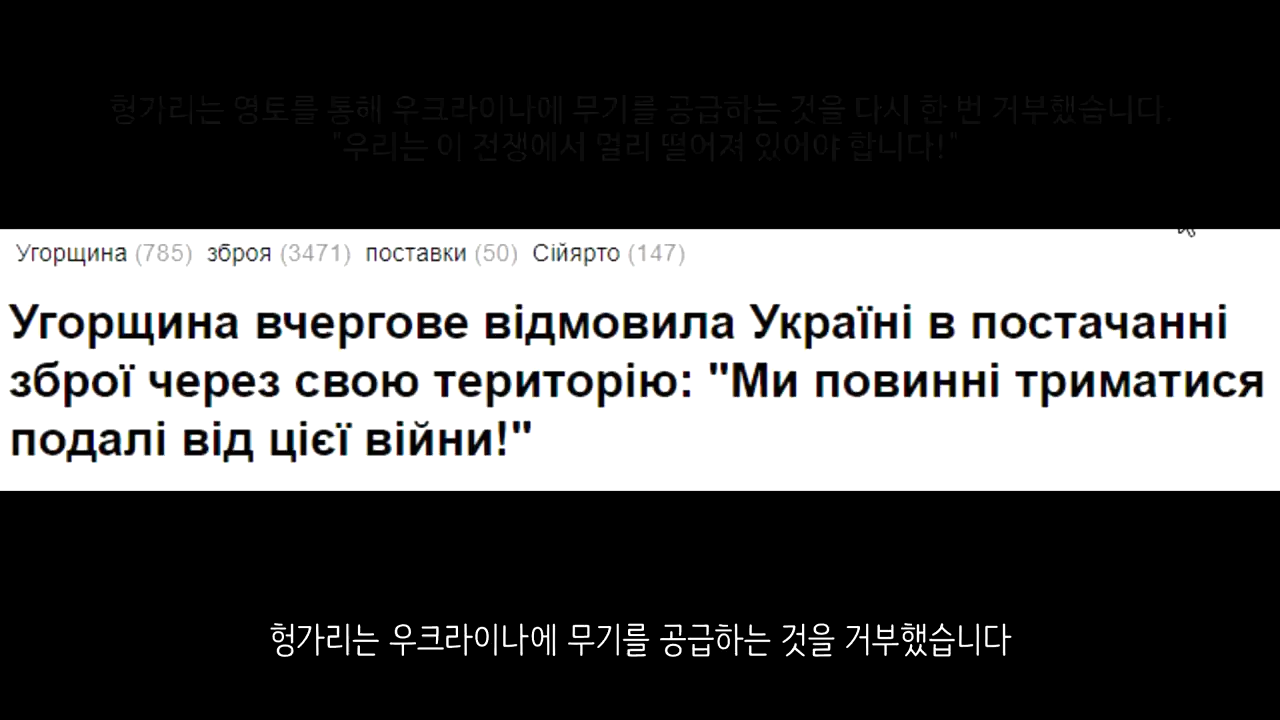 헝가리는 영토를 통해 우크라이나에 무기를 공급하는 것을 다시 한 번 거부했습니다.
"우리는 이 전쟁에서 멀리 떨어져 있어야 합니다!"
Угорщина (785) зброя (3471) поставки (50) Сійярто (147)
Угорщина вчергове відмовила Україні в постачанні
зброї через свою територію: "Ми повинні триматися
подалі від цієї війни!"
헝가리는 우크라이나에 무기를 공급하는 것을 거부했습니다